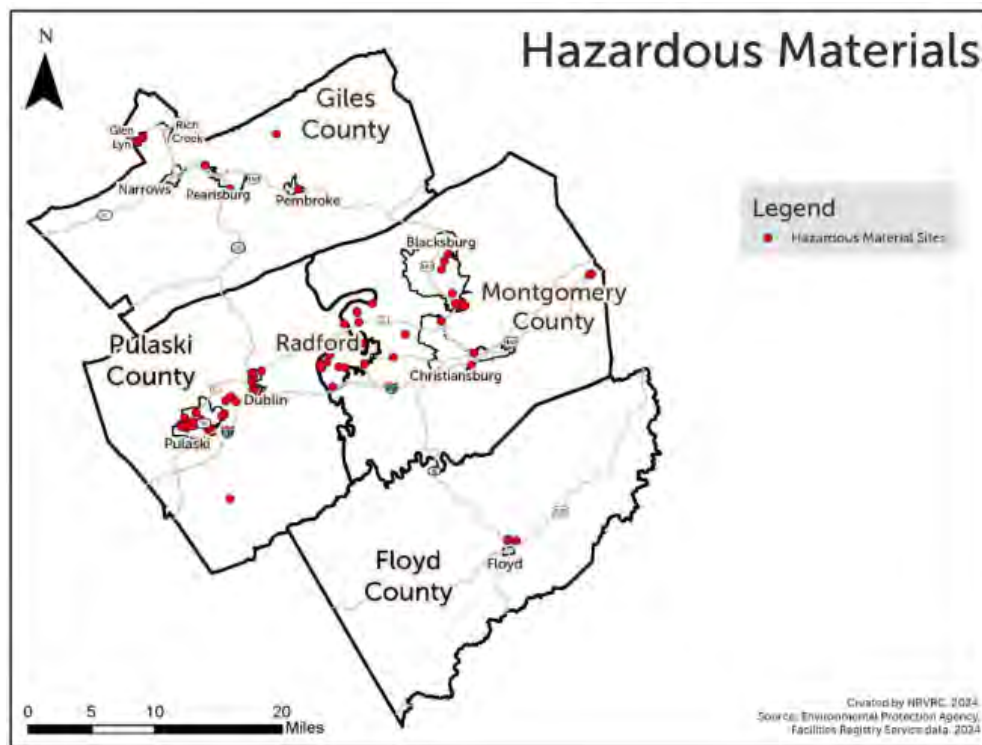 Hazardous Materials
N
Giles
County
Glen
Lyn
Rich
Creek
Narrows
Pearisburg
Pembroke
Legend
Hazardous Material Sites
Blacksburg
Montgomery
County
Radford
Pulaski
County
Christiansburg
Dublin
Pulaski
Floyd
County
Floyd
0 5 10 20
Miles
Created by NRVRC, 2024.
Source: Environmental Protection Agency,
Facilities Registry Service data, 2024